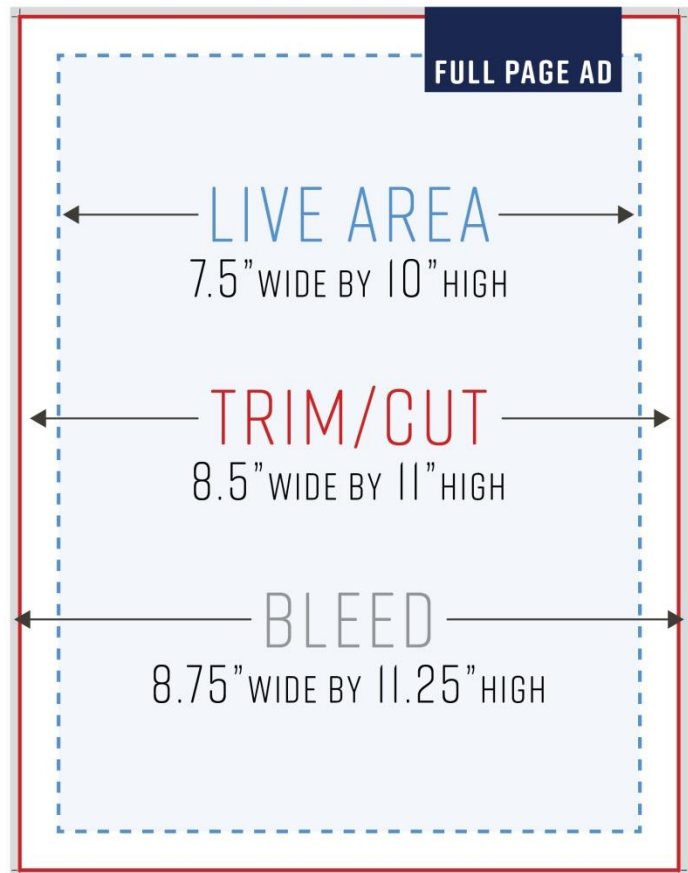 FULL PAGE AD
LIVE AREA
7.5” WIDE BY 10” HIGH
TRIM/CUT
8.5” WIDE BY 11” HIGH
BLEED
8.75” WIDE BY 11.25” HIGH